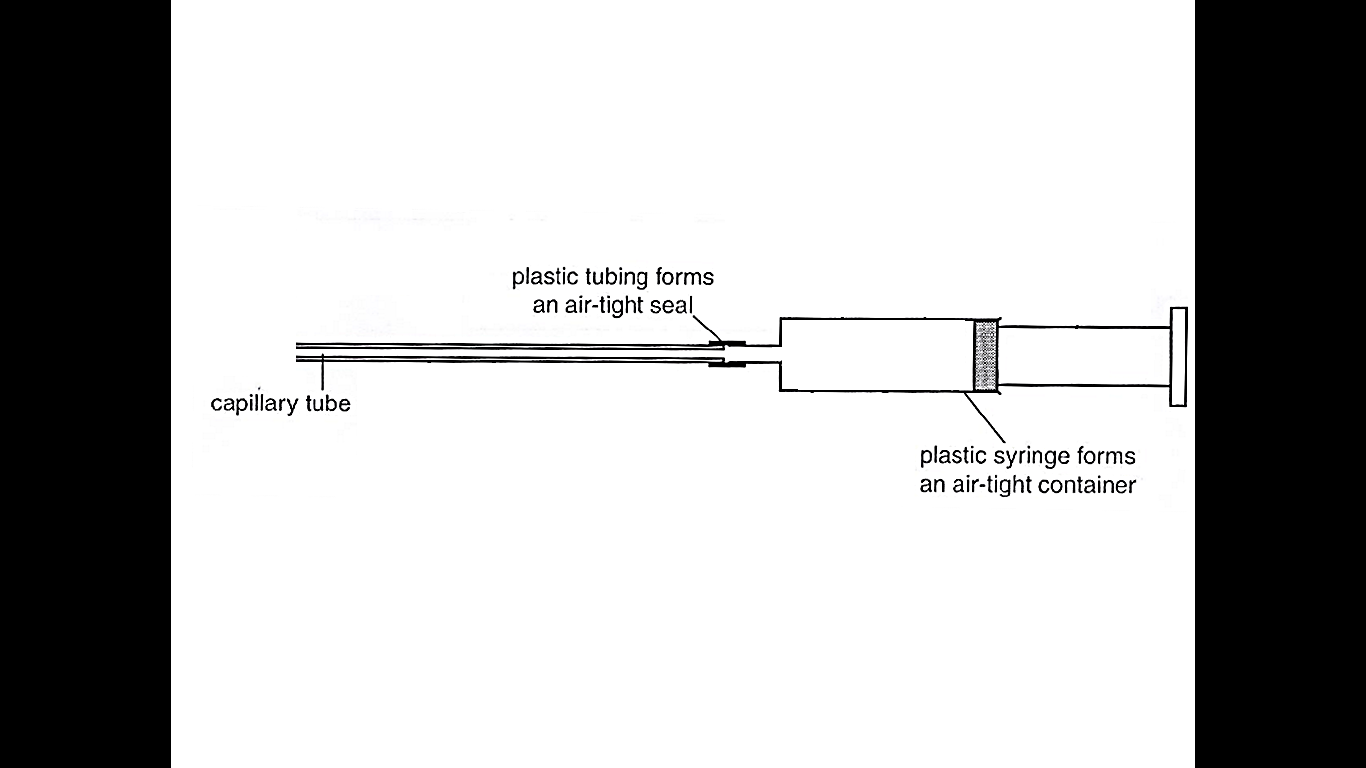 plastic tubing forms
an air-tight seal
capillary tube
plastic syringe forms
an air-tight container